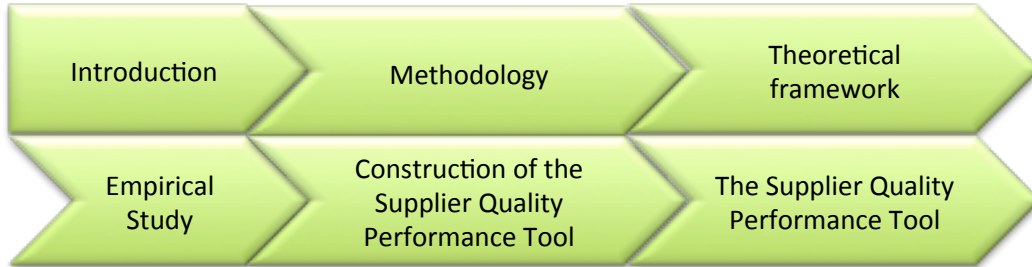 Introduction
Methodology
Theoretical
framework
Empirical
Study
Construction of the
Supplier Quality
Performance Tool
The Supplier Quality
Performance Tool